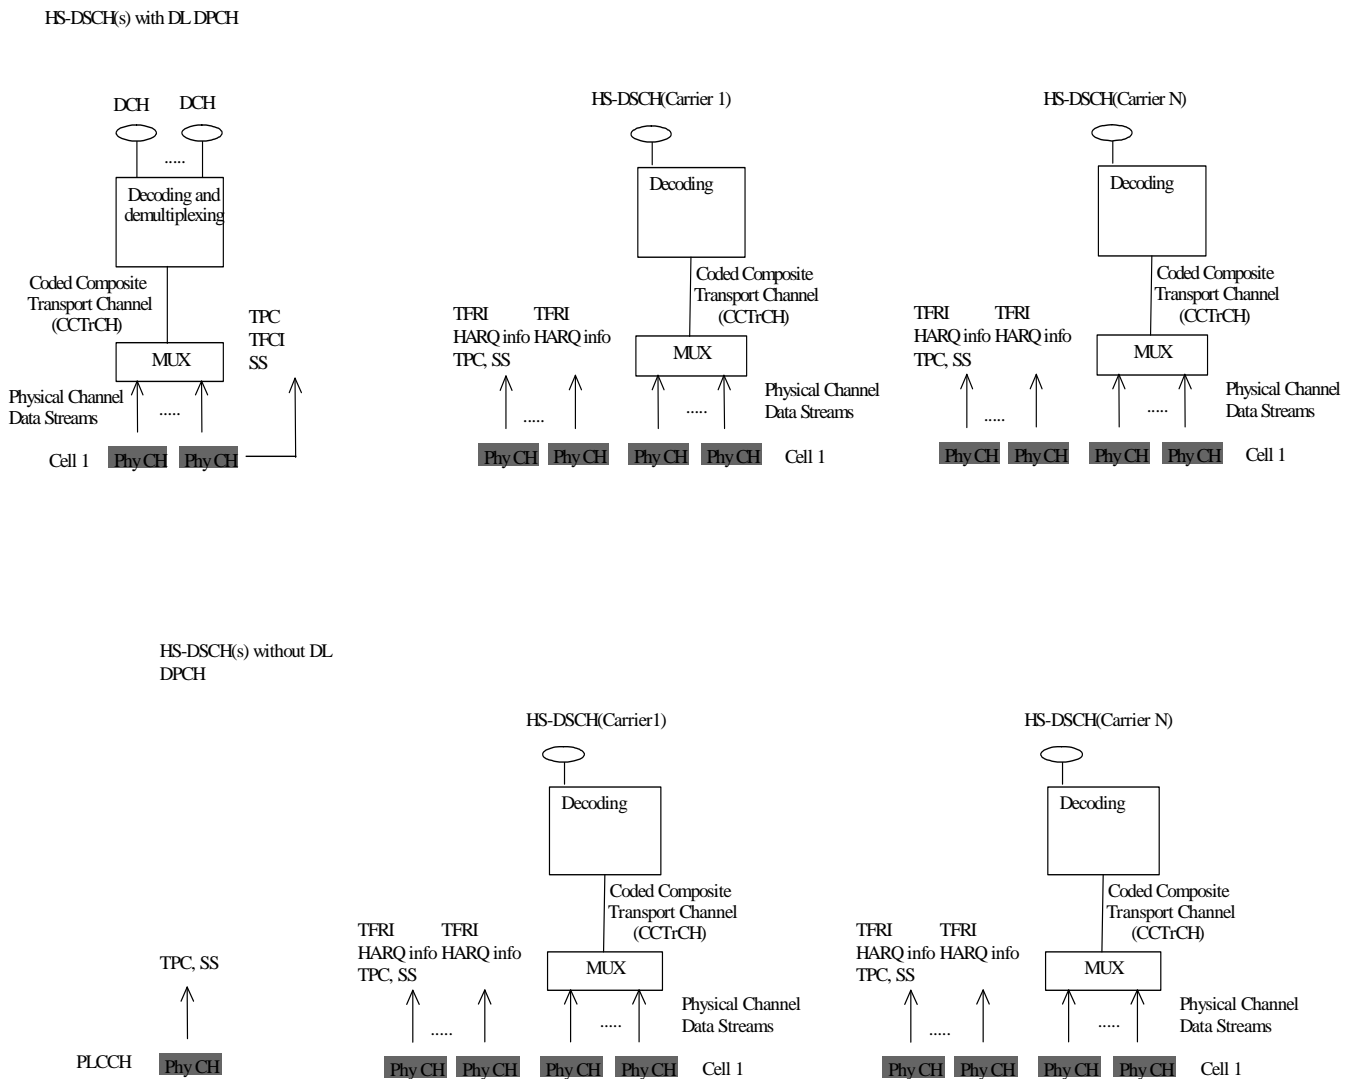 HS-DSCH(s) with DL DPCH
DCH
DCH
.....
Decoding and
demultiplexing
Coded Composite
Transport Channel
(CCTrCH)
TPC
TFCI
SS
MUX
Physical Channel
Data Streams
.....
Cell 1
Phy CH
Phy CH
HS-DSCH(Carrier 1)
Decoding
Coded Composite
Transport Channel
(CCTrCH)
TFRI
HARQ info
TPC, SS
TFRI
HARQ info
MUX
Physical Channel
Data Streams
.....
.....
Phy CH
Phy CH
Phy CH
Phy CH
Cell 1
HS-DSCH(Carrier N)
Decoding
Coded Composite
Transport Channel
(CCTrCH)
TFRI
HARQ info
TPC, SS
TFRI
HARQ info
MUX
Physical Channel
Data Streams
.....
.....
Phy CH
Phy CH
Phy CH
Phy CH
Cell 1
HS-DSCH(s) without DL
DPCH
TPC, SS
PLCCH
Phy CH
HS-DSCH(Carrier1)
Decoding
Coded Composite
Transport Channel
(CCTrCH)
TFRI
HARQ info
TPC, SS
TFRI
HARQ info
MUX
Physical Channel
Data Streams
.....
.....
Phy CH
Phy CH
Phy CH
Phy CH
Cell 1
HS-DSCH(Carrier N)
Decoding
Coded Composite
Transport Channel
(CCTrCH)
TFRI
HARQ info
TPC, SS
TFRI
HARQ info
MUX
Physical Channel
Data Streams
.....
.....
Phy CH
Phy CH
Phy CH
Phy CH
Cell 1